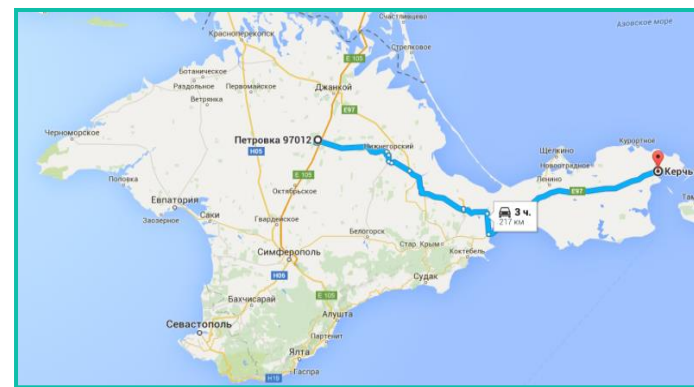 Счастливцево
Азовское море
Красноперекопск
Стрелковое
E 105
Ботаническое
Раздольное
Первомайское
Джанкой
Ветрянка
E97
Черноморское
Петровка 97012
Нижнегорский
H05
Курортное
Щелкино
Новоотрадное
Керчь
Поповка
Октябрьское
Ленино
E97
Евпатория
Саки
Заозерное
Гвардейское
3 ч.
217 км
Белогорск
Стар. Крым
Симферополь
Коктебель
H06
Судак
Бахчисарай
E 105
Алушта
Севастополь
Партенит
Ялта
Гаспра
H19